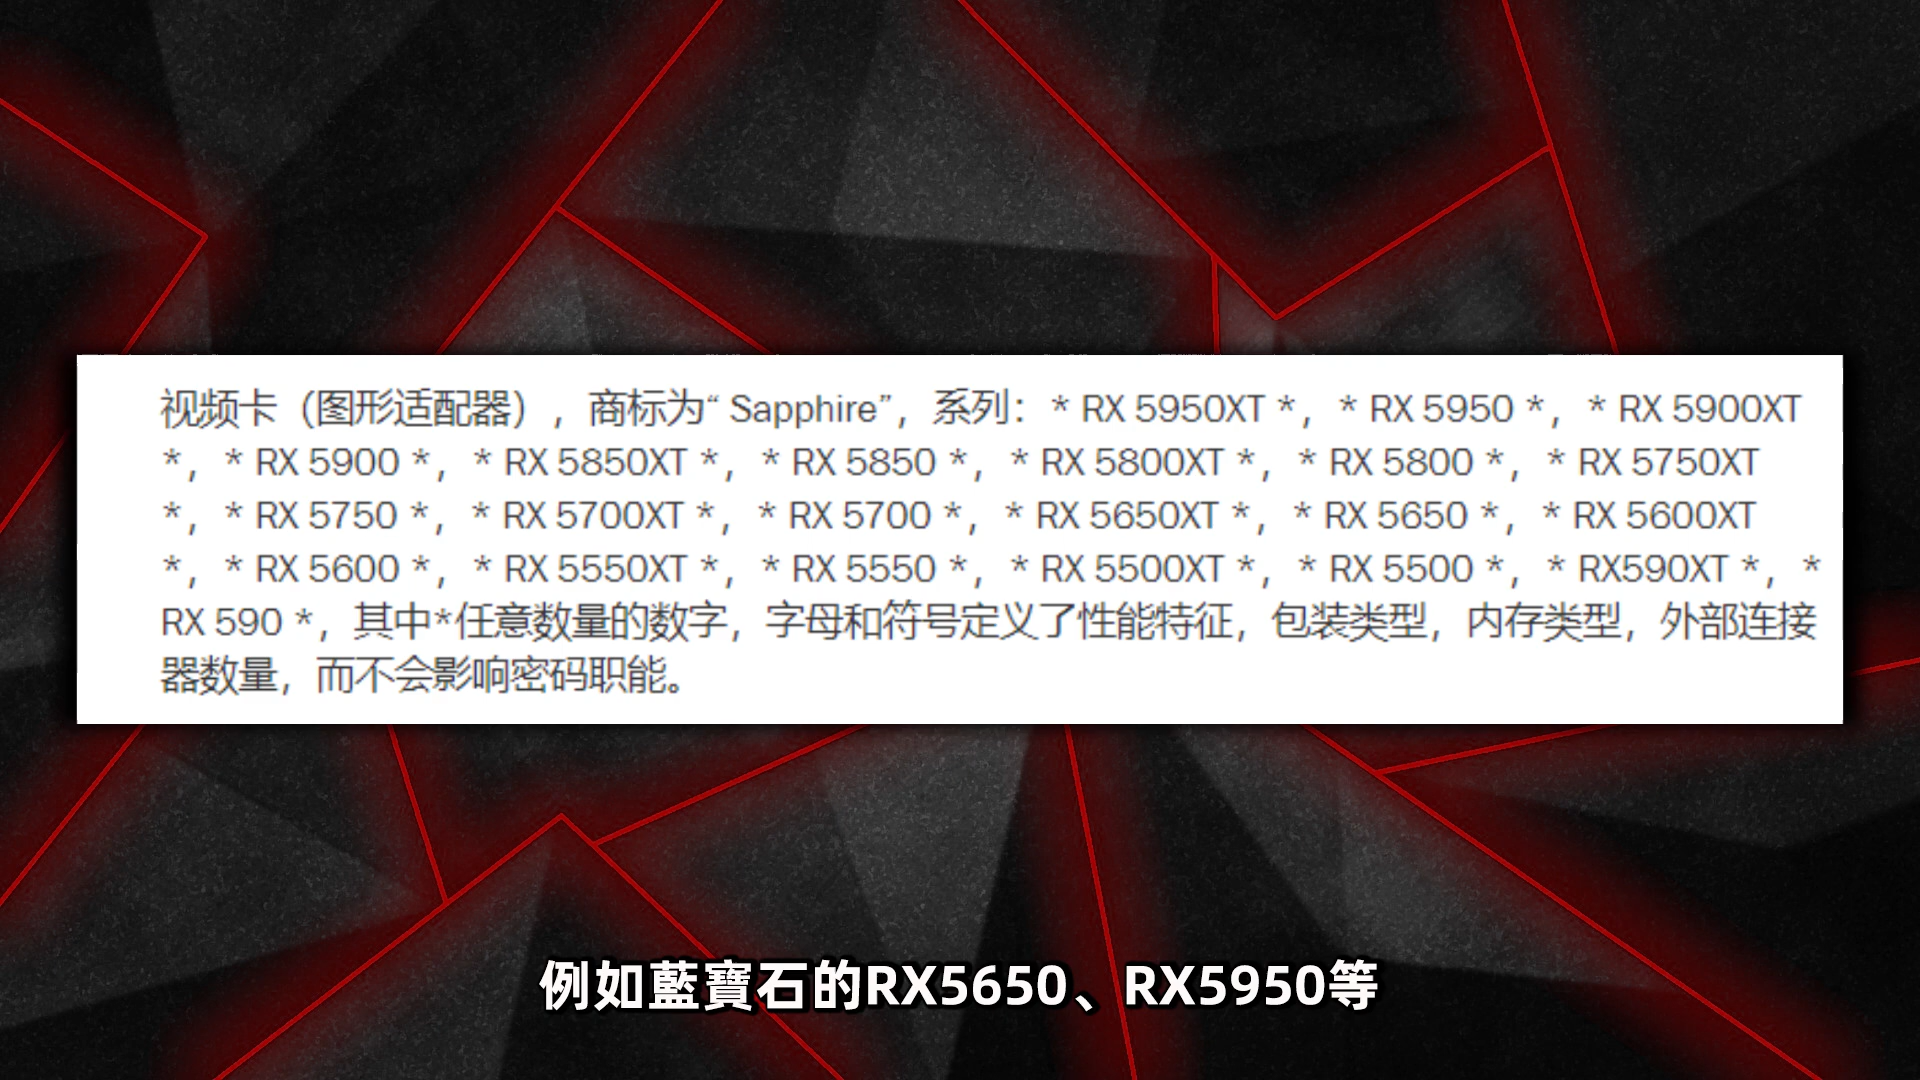 视频卡（图形适配器），商标为“ Sapphire”，系列：* RX 5950XT *，* RX 5950 *，* RX 5900XT
*，* RX 5900 *，* RX 5850XT *，* RX 5850 *，* RX 5800XT *，* RX 5800 *，* RX 5750XT
*，* RX 5750 *，* RX 5700XT *，* RX 5700 *，* RX 5650XT *，* RX 5650 *，* RX 5600XT
*，* RX 5600 *，* RX 5550XT *，* RX 5550 *，* RX 5500XT *，* RX 5500 *，* RX590XT *，*
RX 590 *，其中*任意数量的数字，字母和符号定义了性能特征，包装类型，内存类型，外部连接
器数量，而不会影响密码职能。
例如藍寶石的RX5650、RX5950等